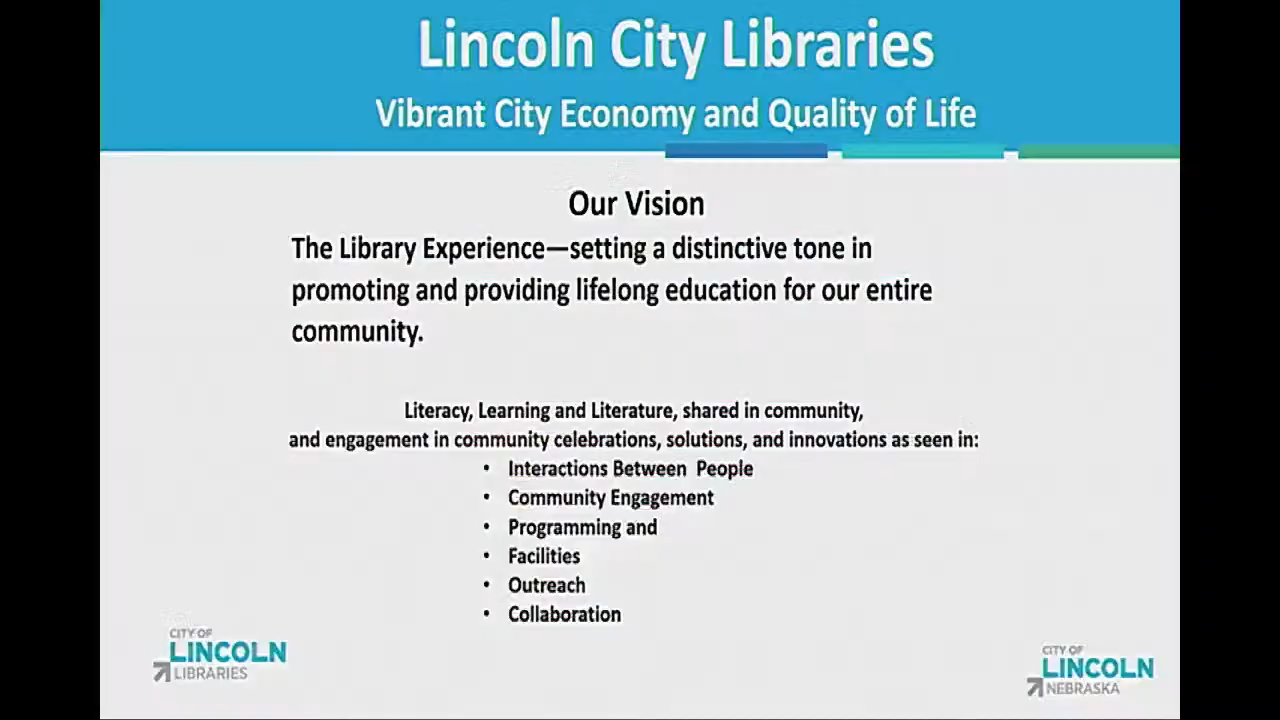 Lincoln City Libraries
Vibrant City Economy and Quality of Life
Our Vision
The Library Experience—setting a distinctive tone in
promoting and providing lifelong education for our entire
community.
Literacy, Learning and Literature, shared in community,
and engagement in community celebrations, solutions, and innovations as seen in:
• Interactions Between People
• Community Engagement
• Programming and
• Facilities
• Outreach
• Collaboration
CITY OF
LINCOLN
LIBRARIES
CITY OF
LINCOLN
NEBRASKA